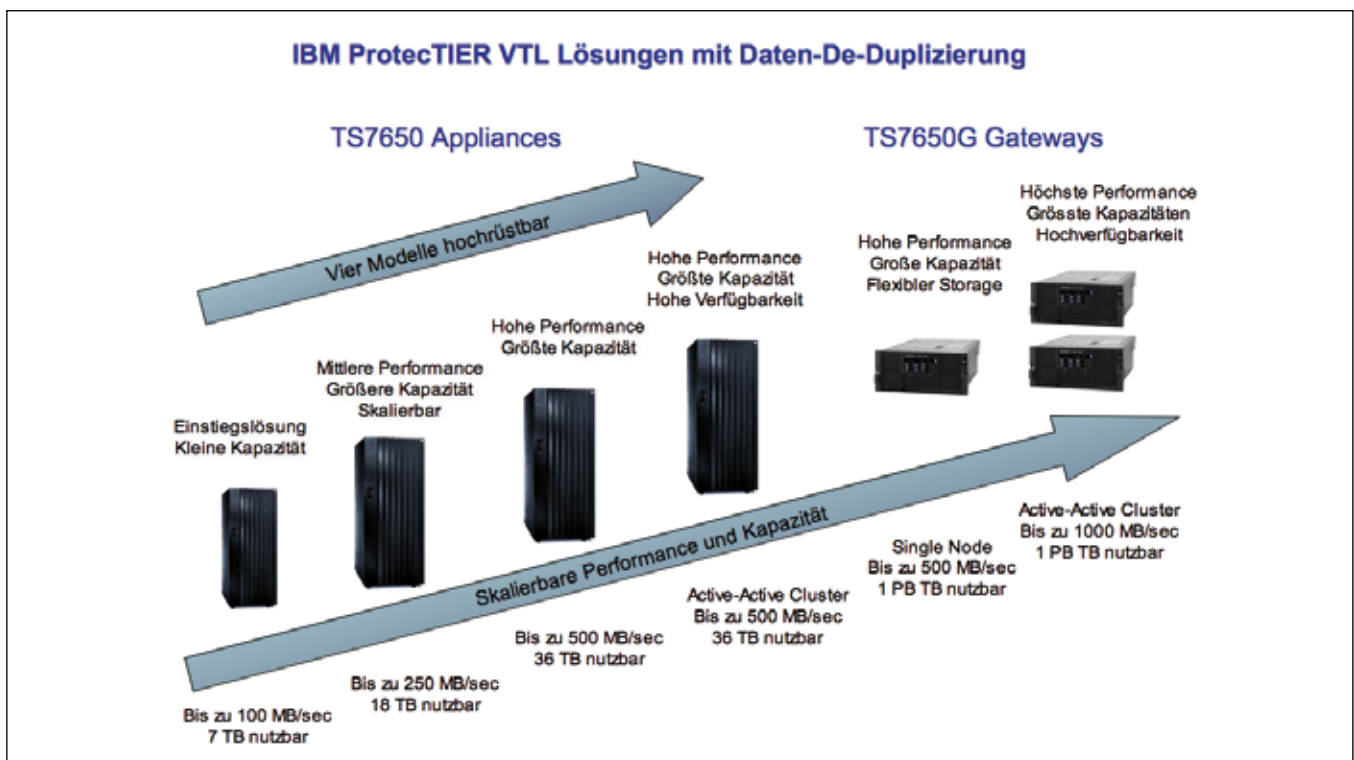 IBM ProtecTIER VTL Lösungen mit Daten-De-Duplizierung
TS7650 Appliances
TS7650G Gateways
Vier Modelle hochrüstbar
Einstiegslösung
Kleine Kapazität
Mittlere Performance
Größere Kapazität
Skalierbar
Hohe Performance
Größte Kapazität
Hohe Performance
Größte Kapazität
Hohe Verfügbarkeit
Hohe Performance
Große Kapazität
Flexibler Storage
Höchste Performance
Grösste Kapazitäten
Hochverfügbarkeit
Skalierbare Performance und Kapazität
Bis zu 100 MB/sec
7 TB nutzbar
Bis zu 250 MB/sec
18 TB nutzbar
Bis zu 500 MB/sec
36 TB nutzbar
Active-Active Cluster
Bis zu 500 MB/sec
36 TB nutzbar
Single Node
Bis zu 500 MB/sec
1 PB TB nutzbar
Active-Active Cluster
Bis zu 1000 MB/sec
1 PB TB nutzbar